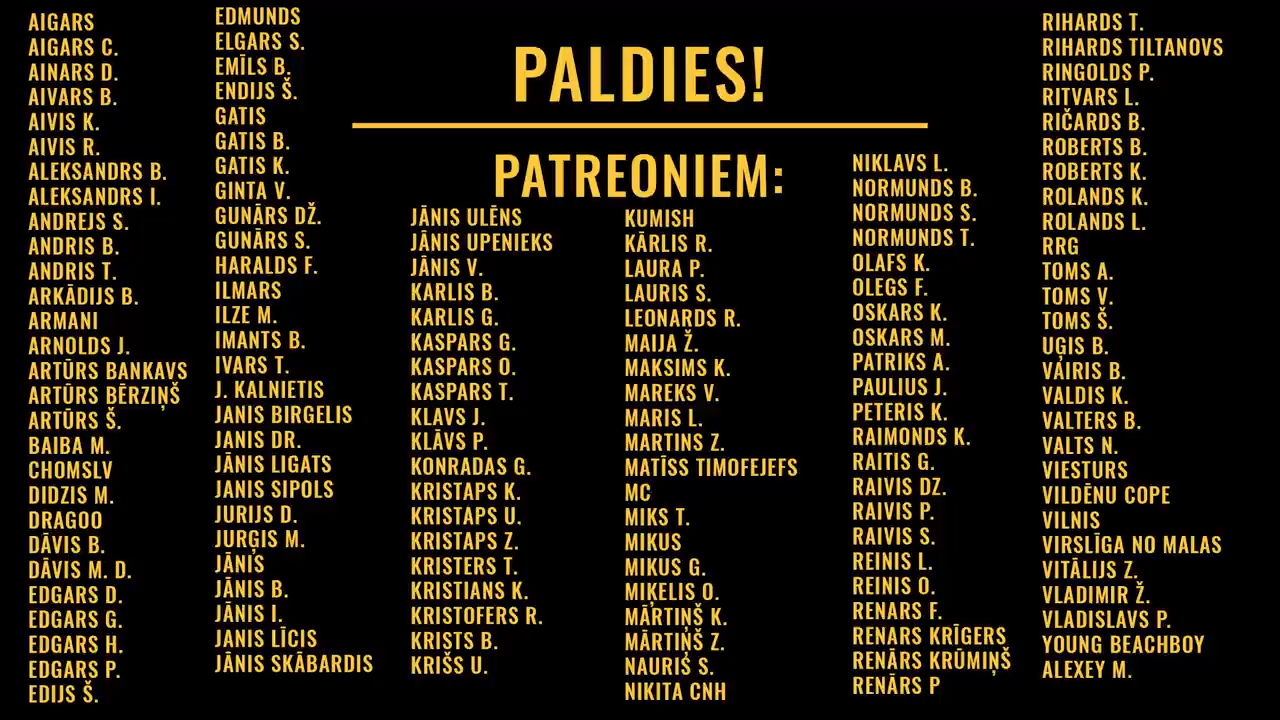 PALDIES!
PATREONIEM:
AIGARS
AIGARS C.
AINARS D.
AIVARS B.
AIVIS K.
AIVIS R.
ALEKSANDRS B.
ALEKSANDRS I.
ANDREJS S.
ANDRIS B.
ANDRIS T.
ARKĀDIJS B.
ARMANI
ARNOLDS J.
ARTŪRS BANKAVS
ARTŪRS BĒRZIŅŠ
ARTŪRS Š.
BAIBA M.
CHOMSLV
DIDZIS M.
DRAGOO
DĀVIS B.
DĀVIS M. D.
EDGARS D.
EDGARS G.
EDGARS H.
EDGARS P.
EDIJS Š.
EDMUNDS
ELGARS S.
EMĪLS B.
ENDIJS Š.
GATIS
GATIS B.
GATIS K.
GINTA V.
GUNĀRS DŽ.
GUNĀRS S.
HARALDS F.
ILMARS
ILZE M.
IMANTS B.
IVARS T.
J. KALNIETIS
JANIS BIRGELIS
JANIS DR.
JĀNIS LIGATS
JANIS SIPOLS
JURIJS D.
JURĢIS M.
JĀNIS
JĀNIS B.
JĀNIS I.
JANIS LĪCIS
JĀNIS SKĀBARDIS
JĀNIS ULĒNS
JĀNIS UPENIEKS
JĀNIS V.
KARLIS B.
KARLIS G.
KASPARS G.
KASPARS O.
KASPARS T.
KLAVS J.
KLĀVS P.
KONRADAS G.
KRISTAPS K.
KRISTAPS U.
KRISTAPS Z.
KRISTERS T.
KRISTIANS K.
KRISTOFERS R.
KRISTS B.
KRIŠS U.
KUMISH
KĀRLIS R.
LAURA P.
LAURIS S.
LEONARDS R.
MAIJA Ž.
MAKSIMS K.
MAREKS V.
MARIS L.
MARTINS Z.
MATĪSS TIMOFEJEFS
MC
MIKS T.
MIKUS
MIKUS G.
MIĶELIS O.
MĀRTIŅŠ K.
MĀRTIŅŠ Z.
NAURIS S.
NIKITA CNH
NIKLAVS L.
NORMUNDS B.
NORMUNDS S.
NORMUNDS T.
OLAFS K.
OLEGS F.
OSKARS K.
OSKARS M.
PATRIKS A.
PAULIUS J.
PETERIS K.
RAIMONDS K.
RAITIS G.
RAIVIS DZ.
RAIVIS P.
RAIVIS S.
REINIS L.
REINIS O.
RENARS F.
RENARS KRĪGERS
RENĀRS KRŪMIŅŠ
RENĀRS P
RIHARDS T.
RIHARDS TILTANOVS
RINGOLDS P.
RITVARS L.
RIČARDS B.
ROBERTS B.
ROBERTS K.
ROLANDS K.
ROLANDS L.
RRG
TOMS A.
TOMS V.
TOMS Š.
UĢIS B.
VAIRIS B.
VALDIS K.
VALTERS B.
VALTS N.
VIESTURS
VILDĒNU COPE
VILNIS
VIRSLĪGA NO MALAS
VITĀLIJS Z.
VLADIMIR Ž.
VLADISLAVS P.
YOUNG BEACHBOY
ALEXEY M.